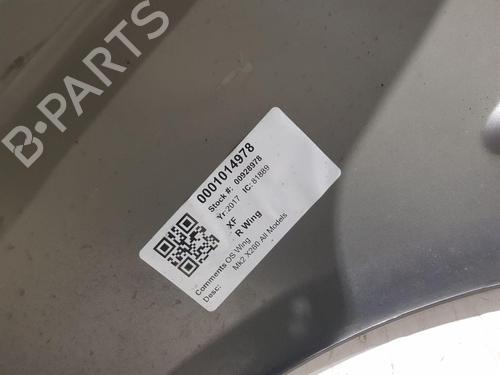 B-PARTS
0001014978
Stock #: 00928978
Yr:2017 IC: 81889
XF
R Wing
Comments OS Wing
Desc: Mk2 X260 All Models